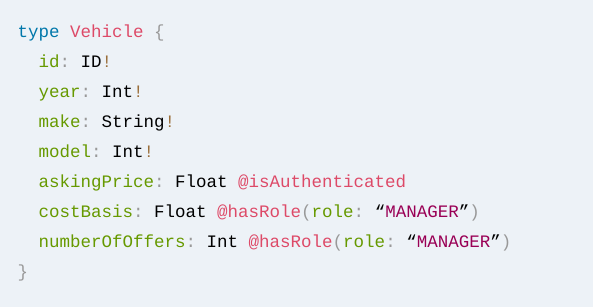 type Vehicle {
  id: ID!
  year: Int!
  make: String!
  model: Int!
  askingPrice: Float @isAuthenticated
  costBasis: Float @hasRole(role: “MANAGER”)
  numberOfOffers: Int @hasRole(role: “MANAGER”)
}